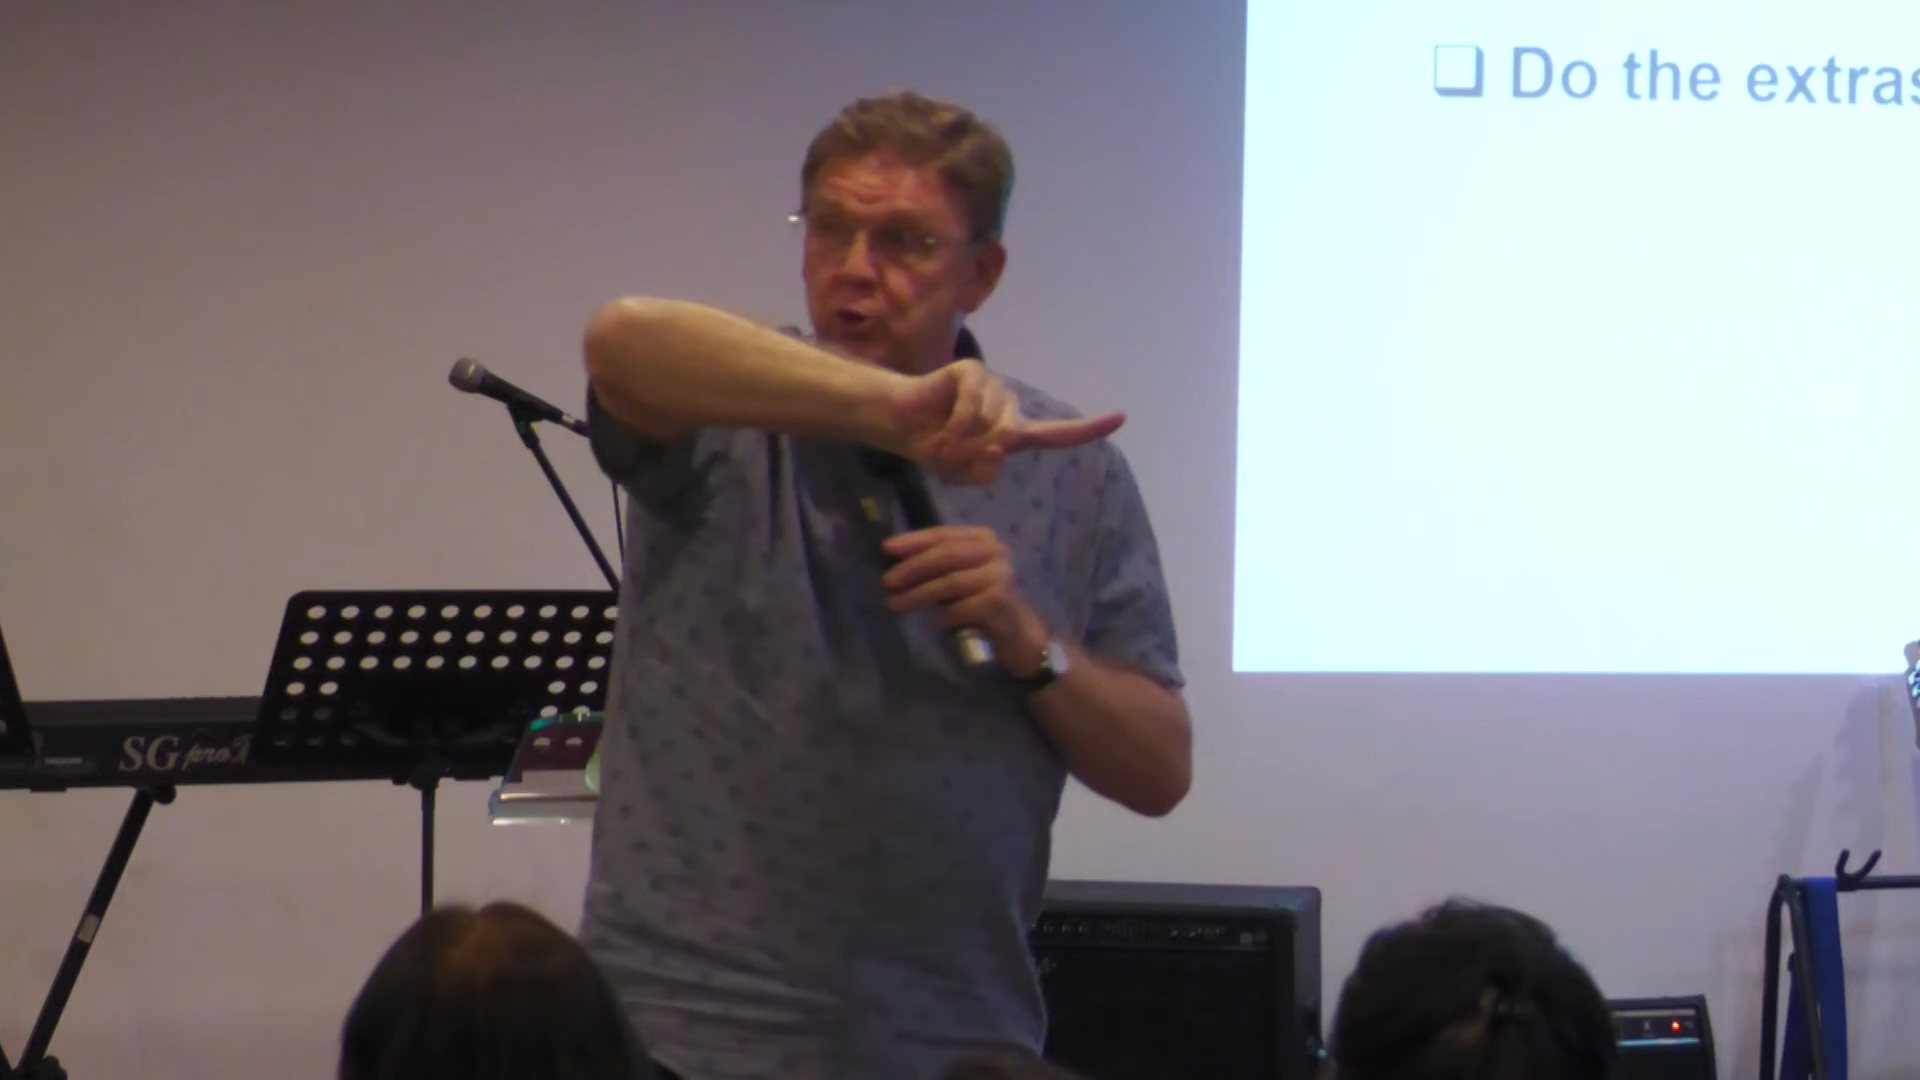 ❑ Do the extras
SG pro X